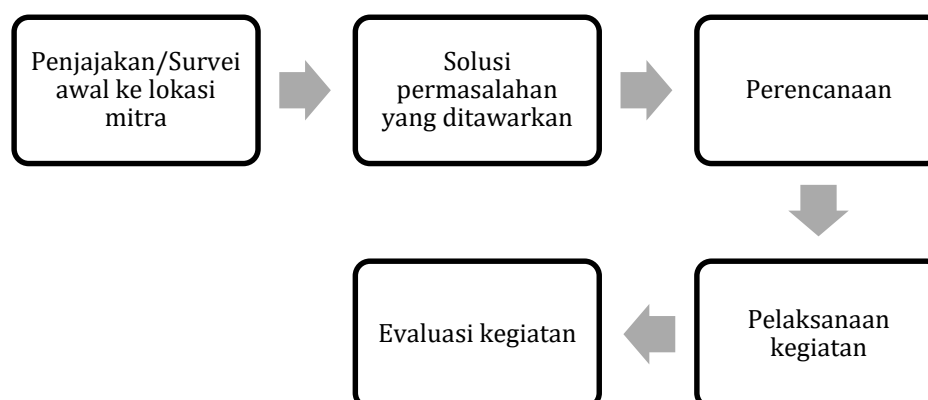 Penjajakan/Survei
awal ke lokasi
mitra
Solusi
permasalahan
yang ditawarkan
Perencanaan
Pelaksanaan
kegiatan
Evaluasi kegiatan